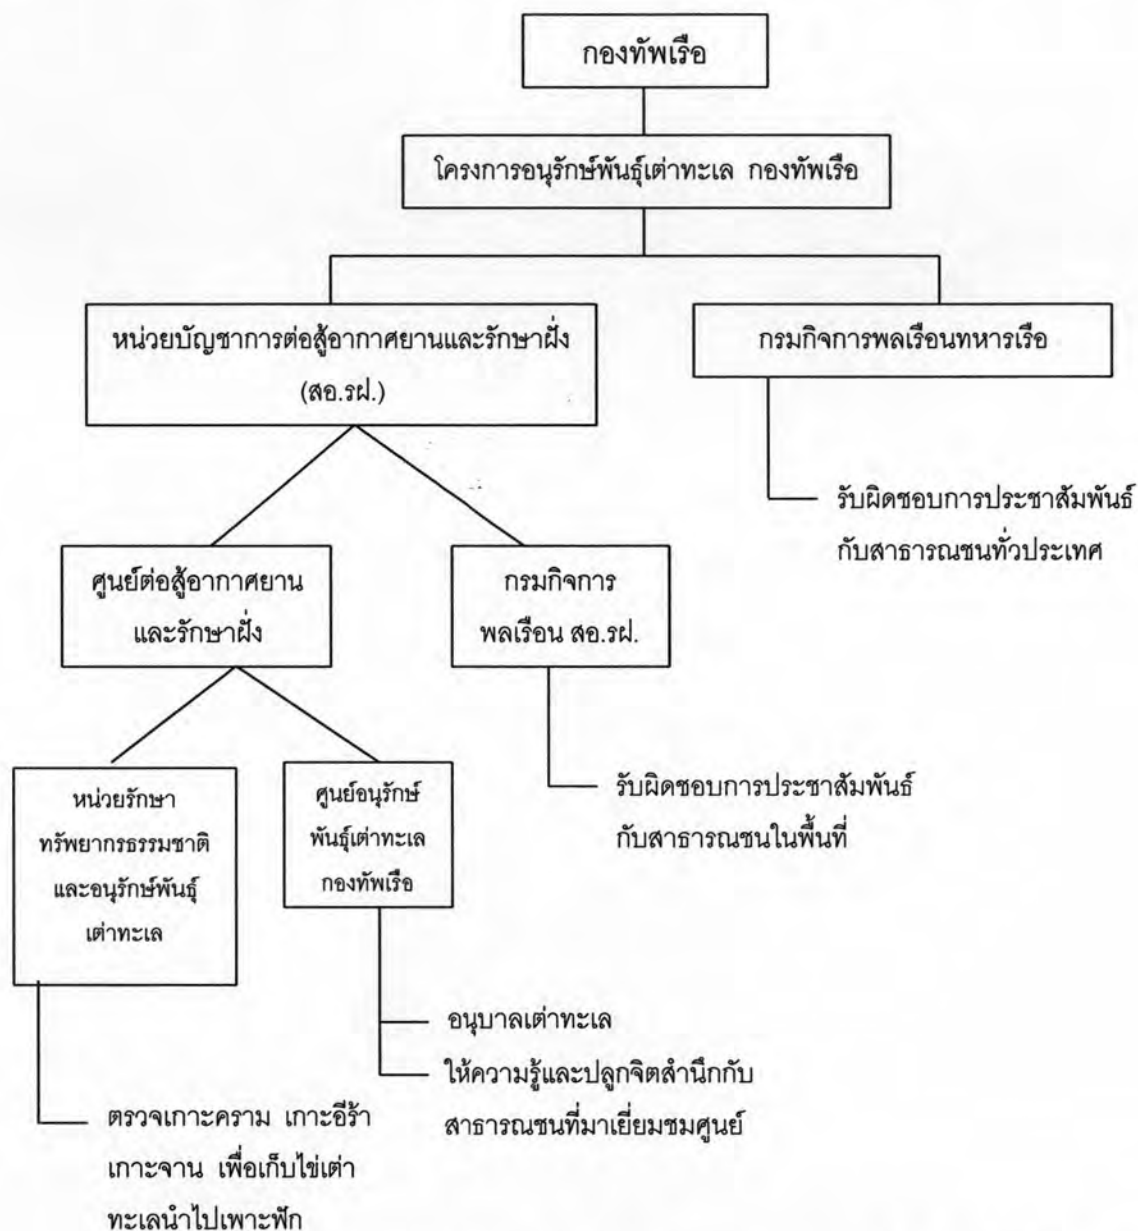 กองทัพเรือ
โครงการอนุรักษ์พันธุ์เต่าทะเล กองทัพเรือ
หน่วยบัญชาการต่อสู้อากาศยานและรักษาฝั่ง
(สอ.รฝ.)
กรมกิจการพลเรือนทหารเรือ
รับผิดชอบการประชาสัมพันธ์
กับสาธารณชนทั่วประเทศ
ศูนย์ต่อสู้อากาศยาน
และรักษาฝั่ง
กรมกิจการ
พลเรือน สอ.รฝ.
รับผิดชอบการประชาสัมพันธ์
กับสาธารณชนในพื้นที่
หน่วยรักษา
ทรัพยากรธรรมชาติ
และอนุรักษ์พันธุ์
เต่าทะเล
ศูนย์อนุรักษ์
พันธุ์เต่าทะเล
กองทัพเรือ
อนุบาลเต่าทะเล
ให้ความรู้และปลูกจิตสำนึกกับ
สาธารณชนที่มาเยี่ยมชมศูนย์
ตรวจเกาะคราม เกาะอีร้า
เกาะจาน เพื่อเก็บไข่เต่า
ทะเลนำไปเพาะฟัก